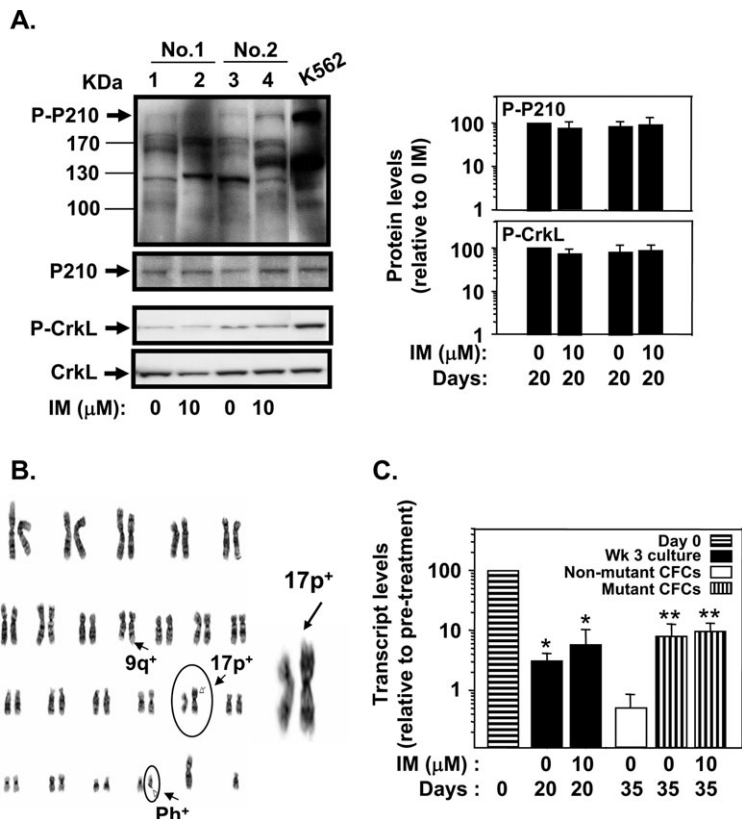 A.
No.1 No.2
KDa 1 2 3 4 K562
P-P210
170
130
100
P210
P-CrkL
CrkL
IM (μM): 0 10 0 10
Protein levels
(relative to 0 IM)
P-P210
100
10
1
P-CrkL
100
10
1
IM (μM): 0 10 0 10
Days: 20 20 20 20
B.
9q+
17p+
Ph+
17p+
C.
Transcript levels
(relative to pre-treatment)
100
10
1
Day 0
Wk 3 culture
Non-mutant CFCs
Mutant CFCs
* * ** **
IM (μM) : 0 10 0 0 10
Days : 0 20 20 35 35 35